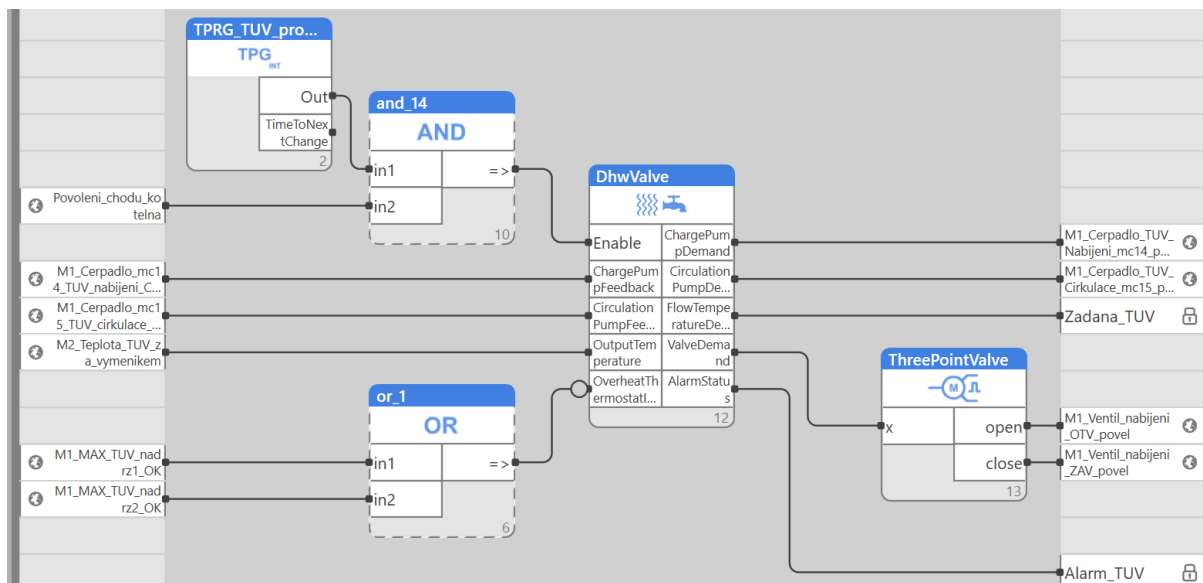 TPRG_TUV_pro...
TPG
INT
Out
TimeToNex
tChange
2
and_14
AND
in1
=>
in2
10
Povoleni_chodu_ko
telna
DhwValve
Enable
ChargePum
pDemand
ChargePum
pFeedback
Circulation
PumpDe...
Circulation
PumpFee...
FlowTempe
ratureDe...
OutputTem
perature
ValveDema
nd
OverheatTh
ermostatI...
AlarmStatu
s
12
M1_Cerpadlo_mc1
4_TUV_nabijeni_C...
M1_Cerpadlo_mc1
5_TUV_cirkulace_...
M2_Teplota_TUV_z
a_vymenikem
M1_Cerpadlo_TUV_
Nabijeni_mc14_p...
M1_Cerpadlo_TUV_
Cirkulace_mc15_p...
Zadana_TUV
or_1
OR
in1
=>
in2
6
M1_MAX_TUV_nad
rz1_OK
M1_MAX_TUV_nad
rz2_OK
ThreePointValve
M
x
open
close
13
M1_Ventil_nabijeni
_OTV_povel
M1_Ventil_nabijeni
_ZAV_povel
Alarm_TUV